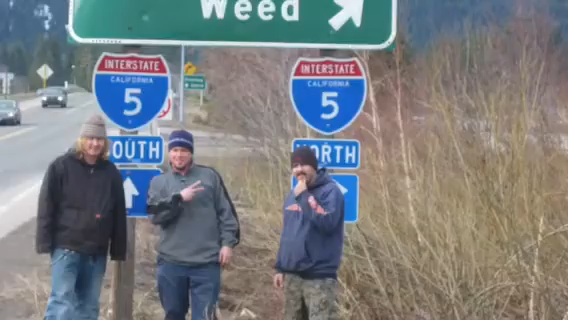 Weed
INTERSTATE
CALIFORNIA
5
SOUTH
INTERSTATE
CALIFORNIA
5
NORTH